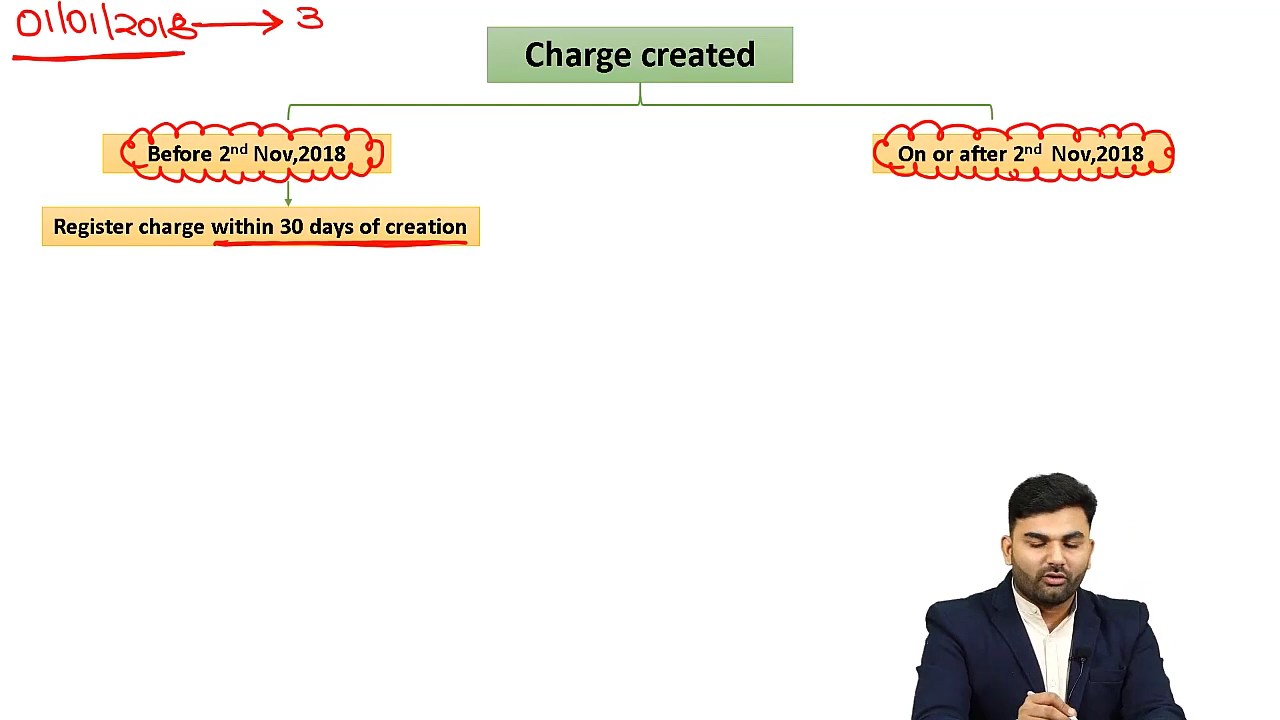 01/01/2018 → 3
Charge created
Before 2nd Nov,2018
On or after 2nd Nov,2018
Register charge within 30 days of creation